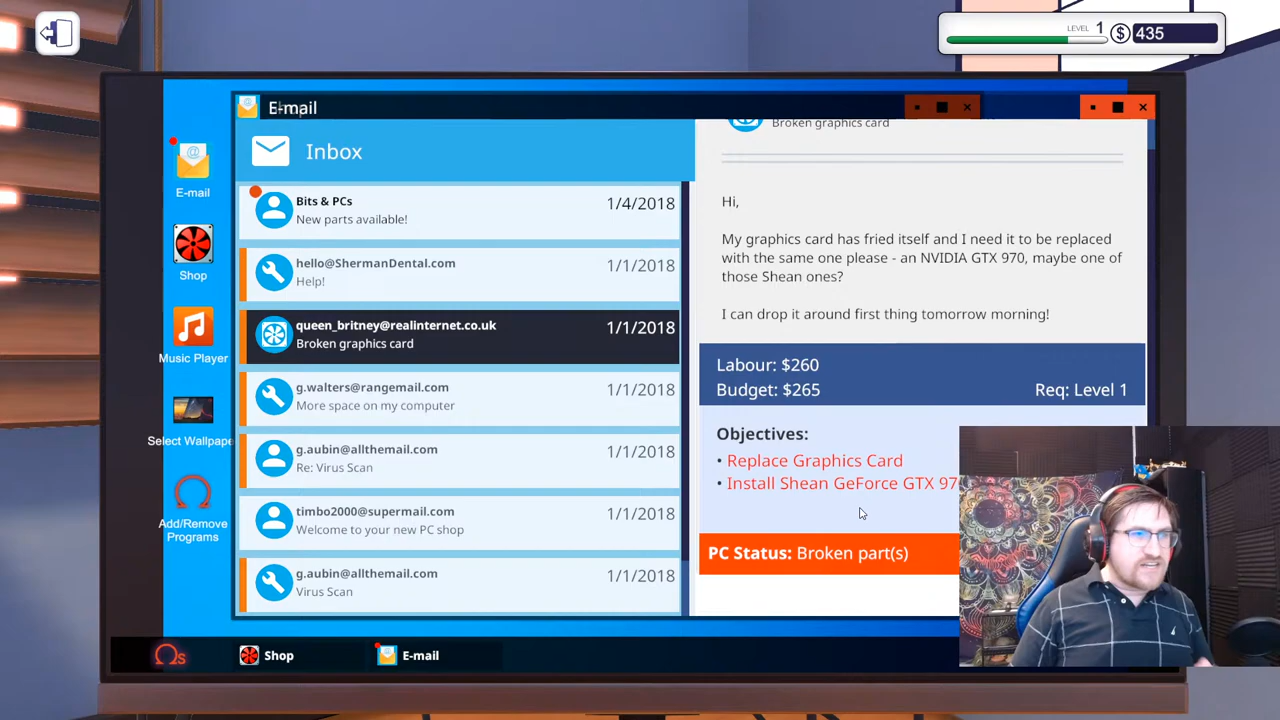 LEVEL 1
$ 435
E-mail
Inbox
Bits & PCs
New parts available!
1/4/2018
hello@ShermanDental.com
Help!
1/1/2018
queen_britney@realinternet.co.uk
Broken graphics card
1/1/2018
g.walters@rangemail.com
More space on my computer
1/1/2018
g.aubin@allthemail.com
Re: Virus Scan
1/1/2018
timbo2000@supermail.com
Welcome to your new PC shop
1/1/2018
g.aubin@allthemail.com
Virus Scan
1/1/2018
E-mail
Shop
Music Player
Select Wallpape
Add/Remove
Programs
Broken graphics card
Hi,
My graphics card has fried itself and I need it to be replaced
with the same one please - an NVIDIA GTX 970, maybe one of
those Shean ones?
I can drop it around first thing tomorrow morning!
Labour: $260
Budget: $265
Req: Level 1
Objectives:
• Replace Graphics Card
• Install Shean GeForce GTX 97
PC Status: Broken part(s)
Ωs
Shop
E-mail